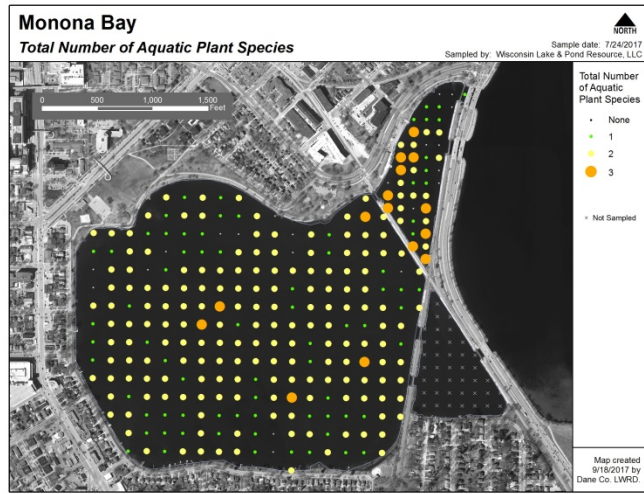 Monona Bay
Total Number of Aquatic Plant Species
NORTH
Sample date: 7/24/2017
Sampled by: Wisconsin Lake & Pond Resource, LLC
0 500 1,000 1,500
Feet
Total Number
of Aquatic
Plant Species
None
1
2
3
Not Sampled
Map created
9/18/2017 by
Dane Co. LWRD.